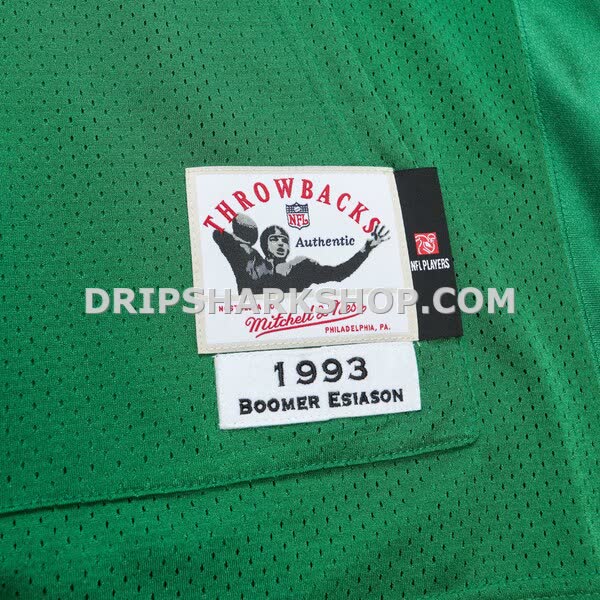 THROWBACKS
NFL
Authentic
NFL PLAYERS
DRIPSHARKSHOP.COM
Mitchell & Ness
PHILADELPHIA, PA.
1993
BOOMER ESIASON